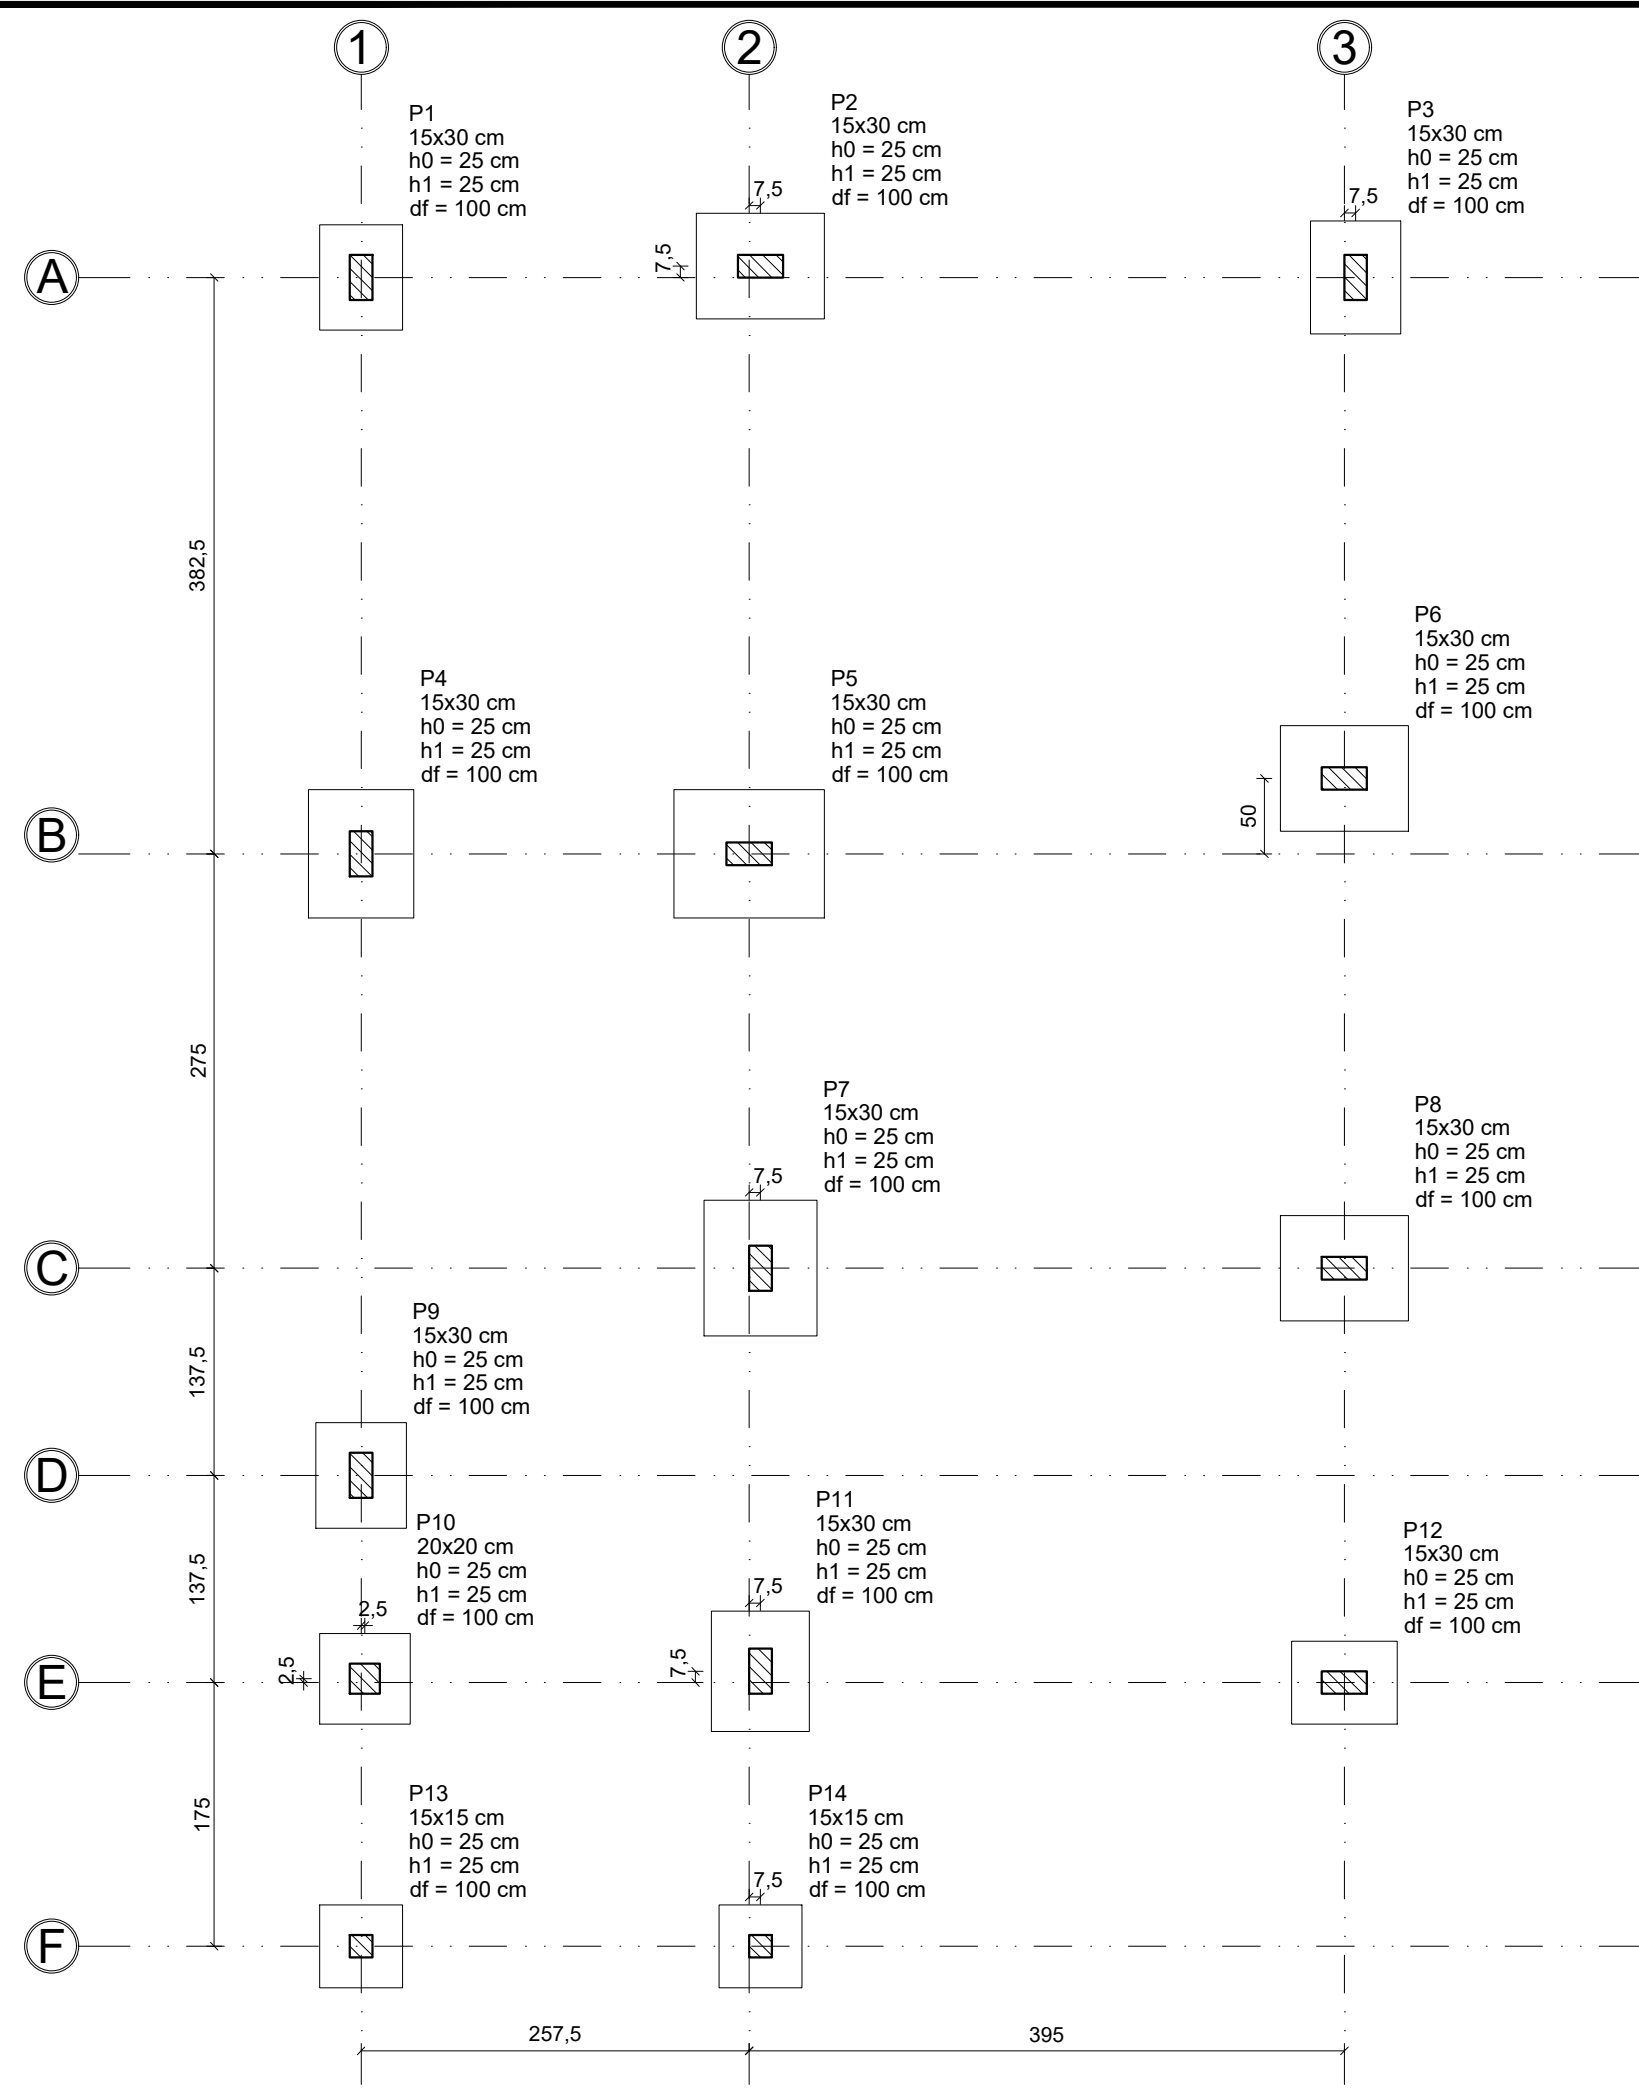 1
2
3
P1
15x30 cm
h0 = 25 cm
h1 = 25 cm
df = 100 cm
P2
15x30 cm
h0 = 25 cm
h1 = 25 cm
df = 100 cm
7,5
7,5
P3
15x30 cm
h0 = 25 cm
h1 = 25 cm
df = 100 cm
7,5
A
382,5
P4
15x30 cm
h0 = 25 cm
h1 = 25 cm
df = 100 cm
P5
15x30 cm
h0 = 25 cm
h1 = 25 cm
df = 100 cm
P6
15x30 cm
h0 = 25 cm
h1 = 25 cm
df = 100 cm
50
B
275
P7
15x30 cm
h0 = 25 cm
h1 = 25 cm
df = 100 cm
7,5
P8
15x30 cm
h0 = 25 cm
h1 = 25 cm
df = 100 cm
C
137,5
P9
15x30 cm
h0 = 25 cm
h1 = 25 cm
df = 100 cm
D
137,5
P10
20x20 cm
h0 = 25 cm
h1 = 25 cm
df = 100 cm
2,5
2,5
P11
15x30 cm
h0 = 25 cm
h1 = 25 cm
df = 100 cm
7,5
7,5
P12
15x30 cm
h0 = 25 cm
h1 = 25 cm
df = 100 cm
E
175
P13
15x15 cm
h0 = 25 cm
h1 = 25 cm
df = 100 cm
P14
15x15 cm
h0 = 25 cm
h1 = 25 cm
df = 100 cm
7,5
F
257,5
395